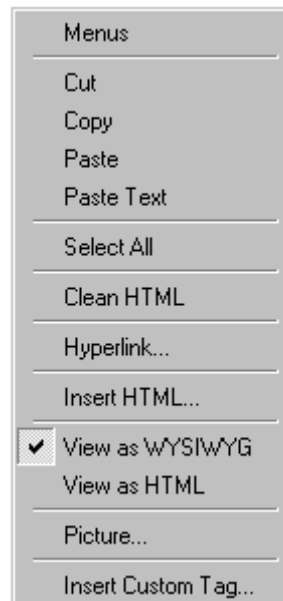 Menus
Cut
Copy
Paste
Paste Text
Select All
Clean HTML
Hyperlink...
Insert HTML...
View as WYSIWYG
View as HTML
Picture...
Insert Custom Tag...